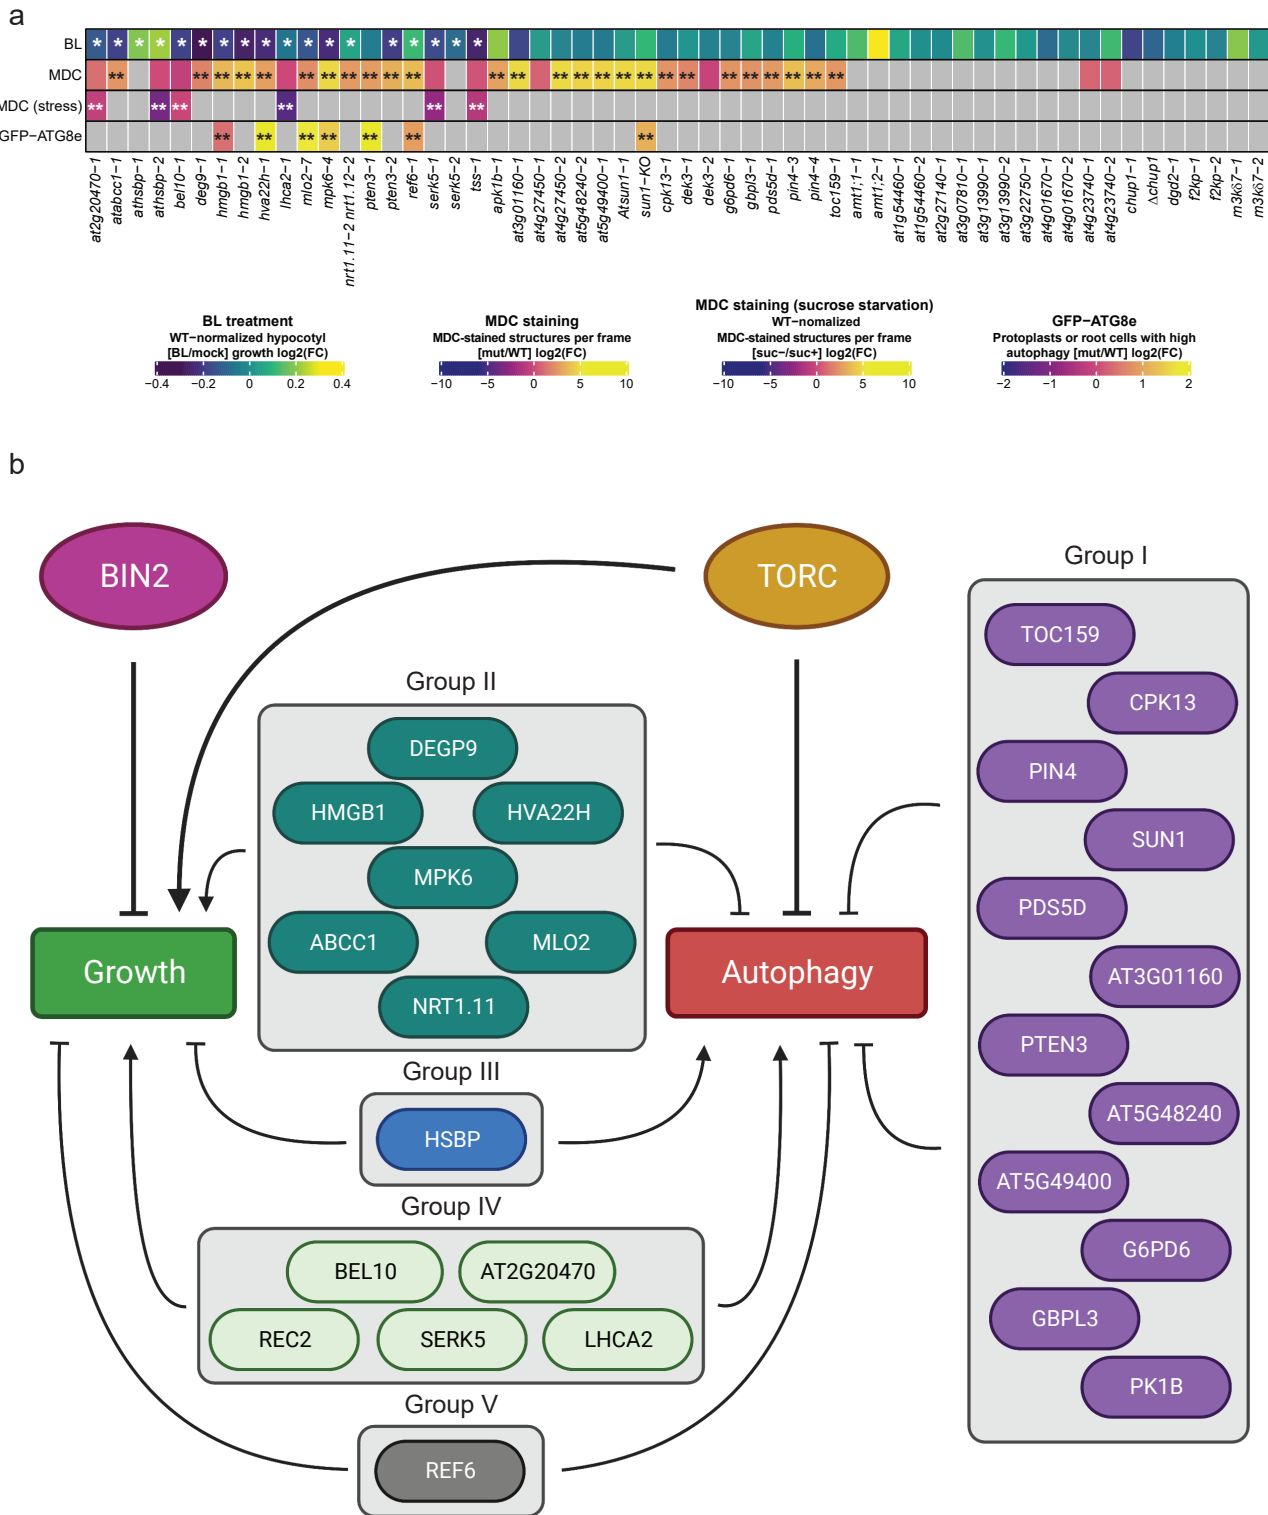 a
BL * * * * * * * * * * * * * * * * * * *
MDC ** ** ** ** ** ** ** ** ** ** ** ** ** ** ** ** ** ** ** ** ** ** ** ** ** ** ** **
MDC (stress) ** ** ** ** ** **
GFP−ATG8e ** ** ** ** ** ** **
at2g20470−1
atabcc1−1
athsbp−1
athsbp−2
bel10−1
deg9−1
hmgb1−1
hmgb1−2
hva22h−1
lhca2−1
mlo2−7
mpk6−4
nrt1.11−2 nrt1.12−2
pten3−1
pten3−2
ref6−1
serk5−1
serk5−2
tss−1
apk1b−1
at3g01160−1
at4g27450−1
at4g27450−2
at5g48240−2
at5g49400−1
Atsun1−1
sun1−KO
cpk13−1
dek3−1
dek3−2
g6pd6−1
gbpl3−1
pds5d−1
pin4−3
pin4−4
toc159−1
amt1;1−1
amt1;2−1
at1g54460−1
at1g54460−2
at2g27140−1
at3g07810−1
at3g13990−1
at3g13990−2
at3g22750−1
at4g01670−1
at4g01670−2
at4g23740−1
at4g23740−2
chup1−1
Δchup1
dgd2−1
f2kp−1
f2kp−2
m3kδ7−1
m3kδ7−2
BL treatment
WT−normalized hypocotyl
[BL/mock] growth log2(FC)
−0.4 −0.2 0 0.2 0.4
MDC staining
MDC-stained structures per frame
[mut/WT] log2(FC)
−10 −5 0 5 10
MDC staining (sucrose starvation)
WT−nomalized
MDC-stained structures per frame
[suc−/suc+] log2(FC)
−10 −5 0 5 10
GFP−ATG8e
Protoplasts or root cells with high
autophagy [mut/WT] log2(FC)
−2 −1 0 1 2
b
BIN2
TORC
Group I
TOC159
CPK13
PIN4
SUN1
PDS5D
AT3G01160
PTEN3
AT5G48240
AT5G49400
G6PD6
GBPL3
PK1B
Group II
DEGP9
HMGB1
HVA22H
MPK6
ABCC1
MLO2
NRT1.11
Growth
Autophagy
Group III
HSBP
Group IV
BEL10
AT2G20470
REC2
SERK5
LHCA2
Group V
REF6